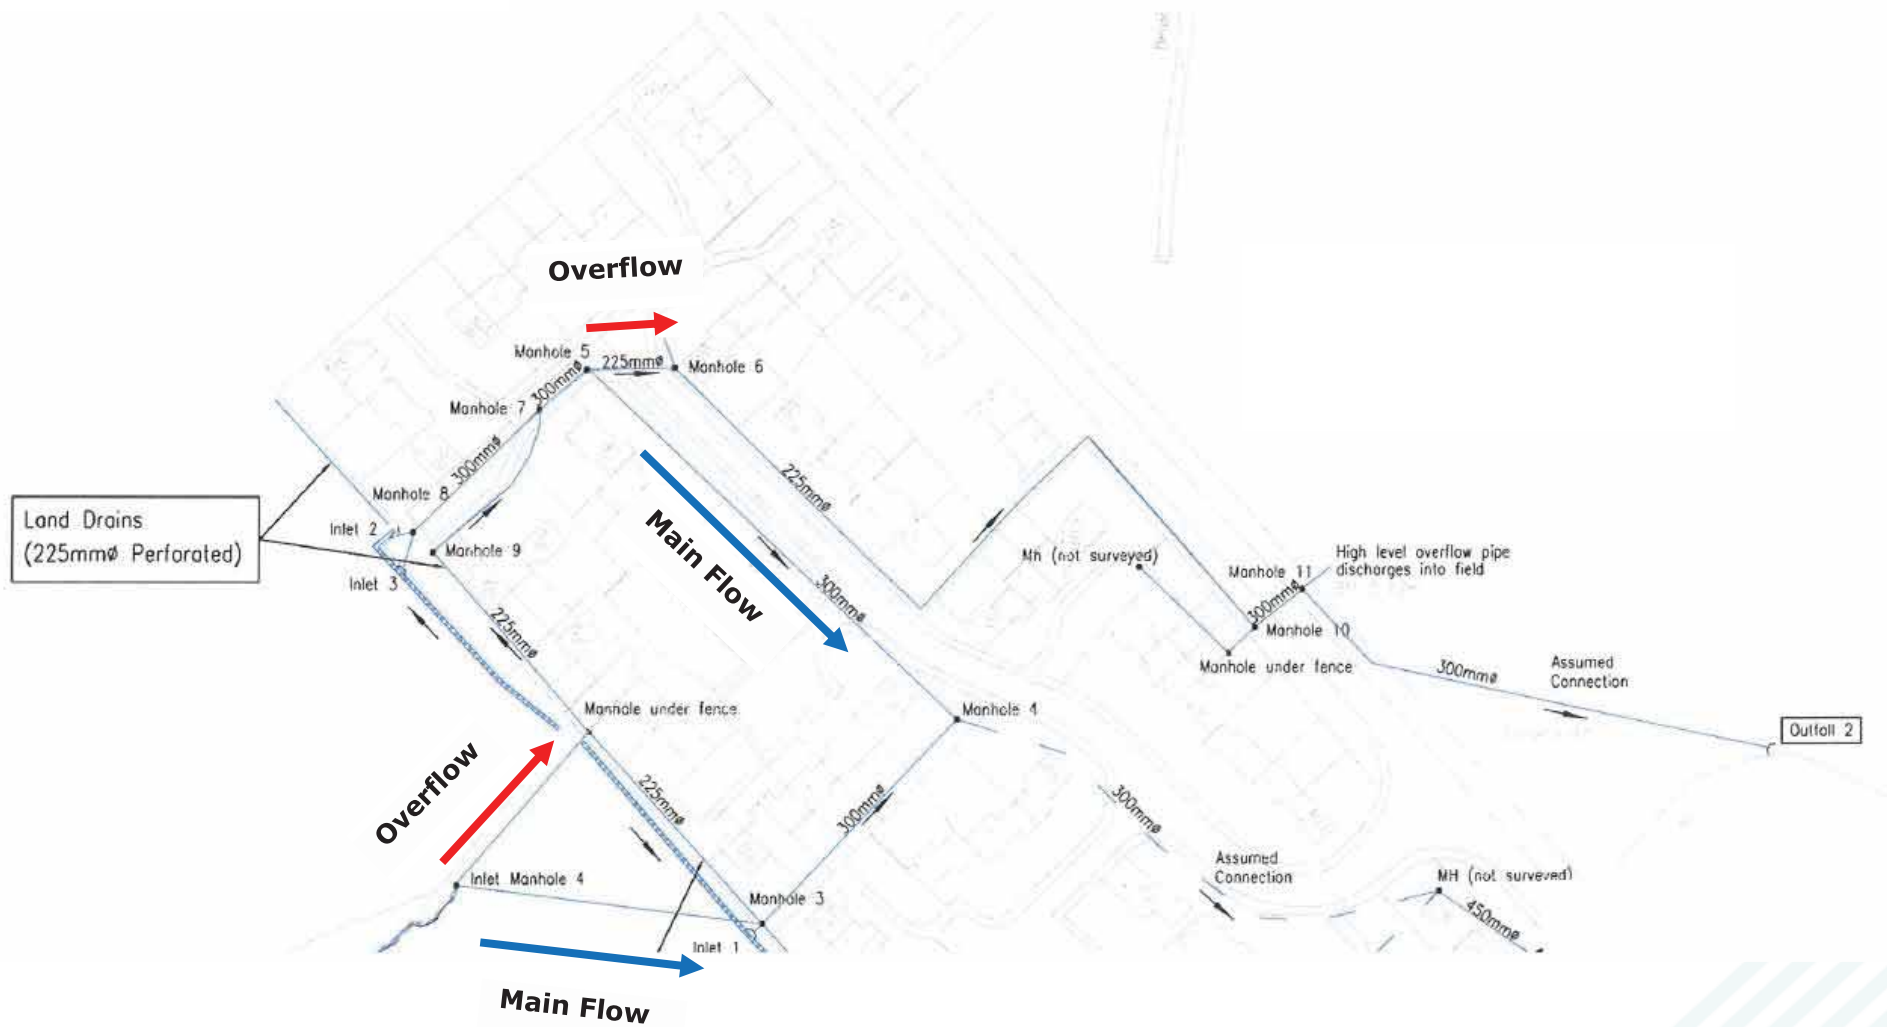 Overflow
Manhole 5
225mmø
Manhole 6
300mmø
Manhole 7
300mmø
Manhole 8
225mmø
Land Drains
(225mmø Perforated)
Inlet 2
Manhole 9
Inlet 3
Main Flow
300mmø
225mmø
Mh (not surveyed)
High level overflow pipe
discharges into field
Manhole 11
300mmø
Manhole 10
Manhole under fence
300mmø
Assumed
Connection
Outfall 2
Manhole under fence
Manhole 4
Overflow
225mmø
300mmø
300mmø
Inlet Manhole 4
Manhole 3
Inlet 1
Assumed
Connection
MH (not surveyed)
450mmø
Main Flow